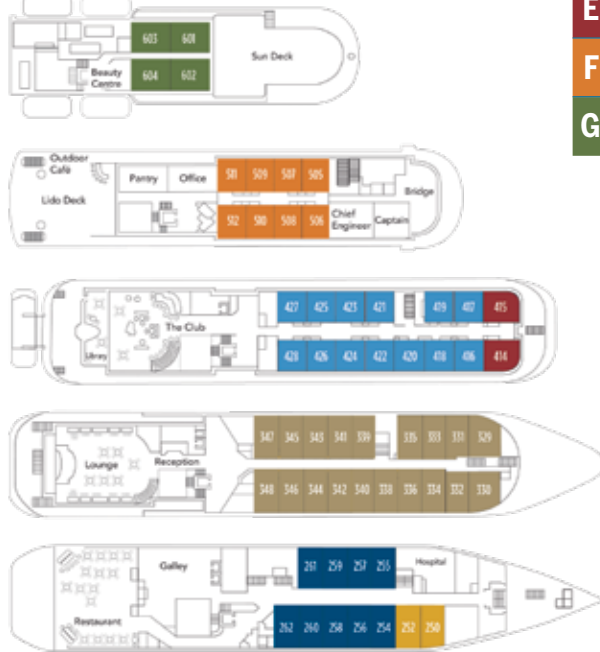 E
F
G
603 601
Sun Deck
Beauty
Centre
604 602
Outdoor
Café
Pantry Office
511 509 507 505
Bridge
Lido Deck
512 510 508 506
Chief
Engineer
Captain
427 425 423 421 419 417 415
The Club
Library
428 426 424 422 420 418 416 414
347 345 343 341 339 335 333 331 329
Lounge
Reception
348 346 344 342 340 338 336 334 332 330
261 259 257 255
Galley
Hospital
Restaurant
262 260 258 256 254 252 250